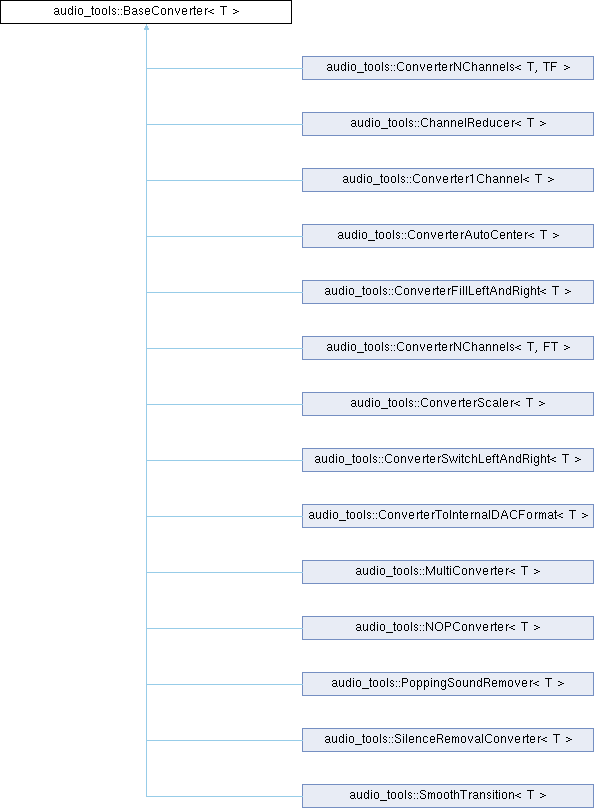 audio_tools::BaseConverter< T >
audio_tools::ConverterNChannels< T, TF >
audio_tools::ChannelReducer< T >
audio_tools::Converter1Channel< T >
audio_tools::ConverterAutoCenter< T >
audio_tools::ConverterFillLeftAndRight< T >
audio_tools::ConverterNChannels< T, FT >
audio_tools::ConverterScaler< T >
audio_tools::ConverterSwitchLeftAndRight< T >
audio_tools::ConverterToInternalDACFormat< T >
audio_tools::MultiConverter< T >
audio_tools::NOPConverter< T >
audio_tools::PoppingSoundRemover< T >
audio_tools::SilenceRemovalConverter< T >
audio_tools::SmoothTransition< T >